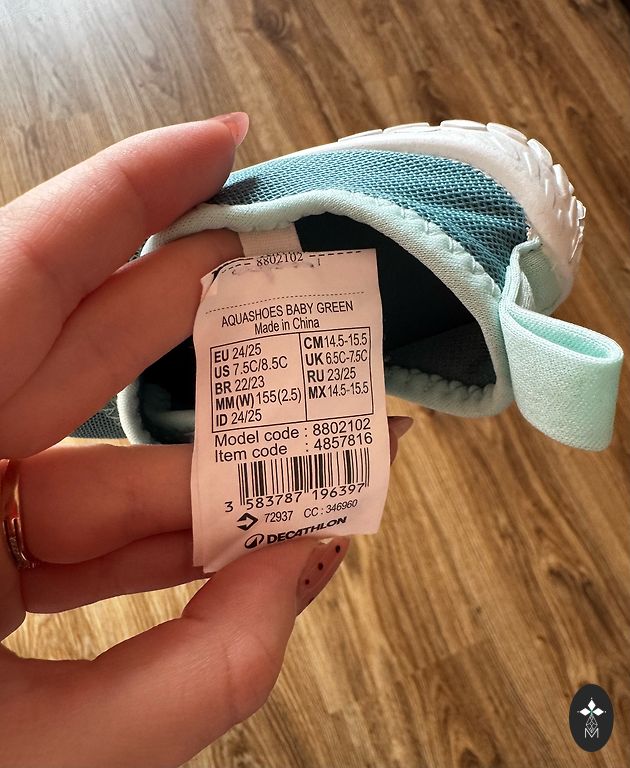 8802102
AQUASHOES BABY GREEN
Made in China
EU 24/25
US 7.5C/8.5C
BR 22/23
MM(W) 155(2.5)
ID 24/25
CM 14.5-15.5
UK 6.5C-7.5C
RU 23/25
MX 14.5-15.5
Model code : 8802102
Item code : 4857816
3 583787 196397
72937 CC : 346960
DECATHLON
M